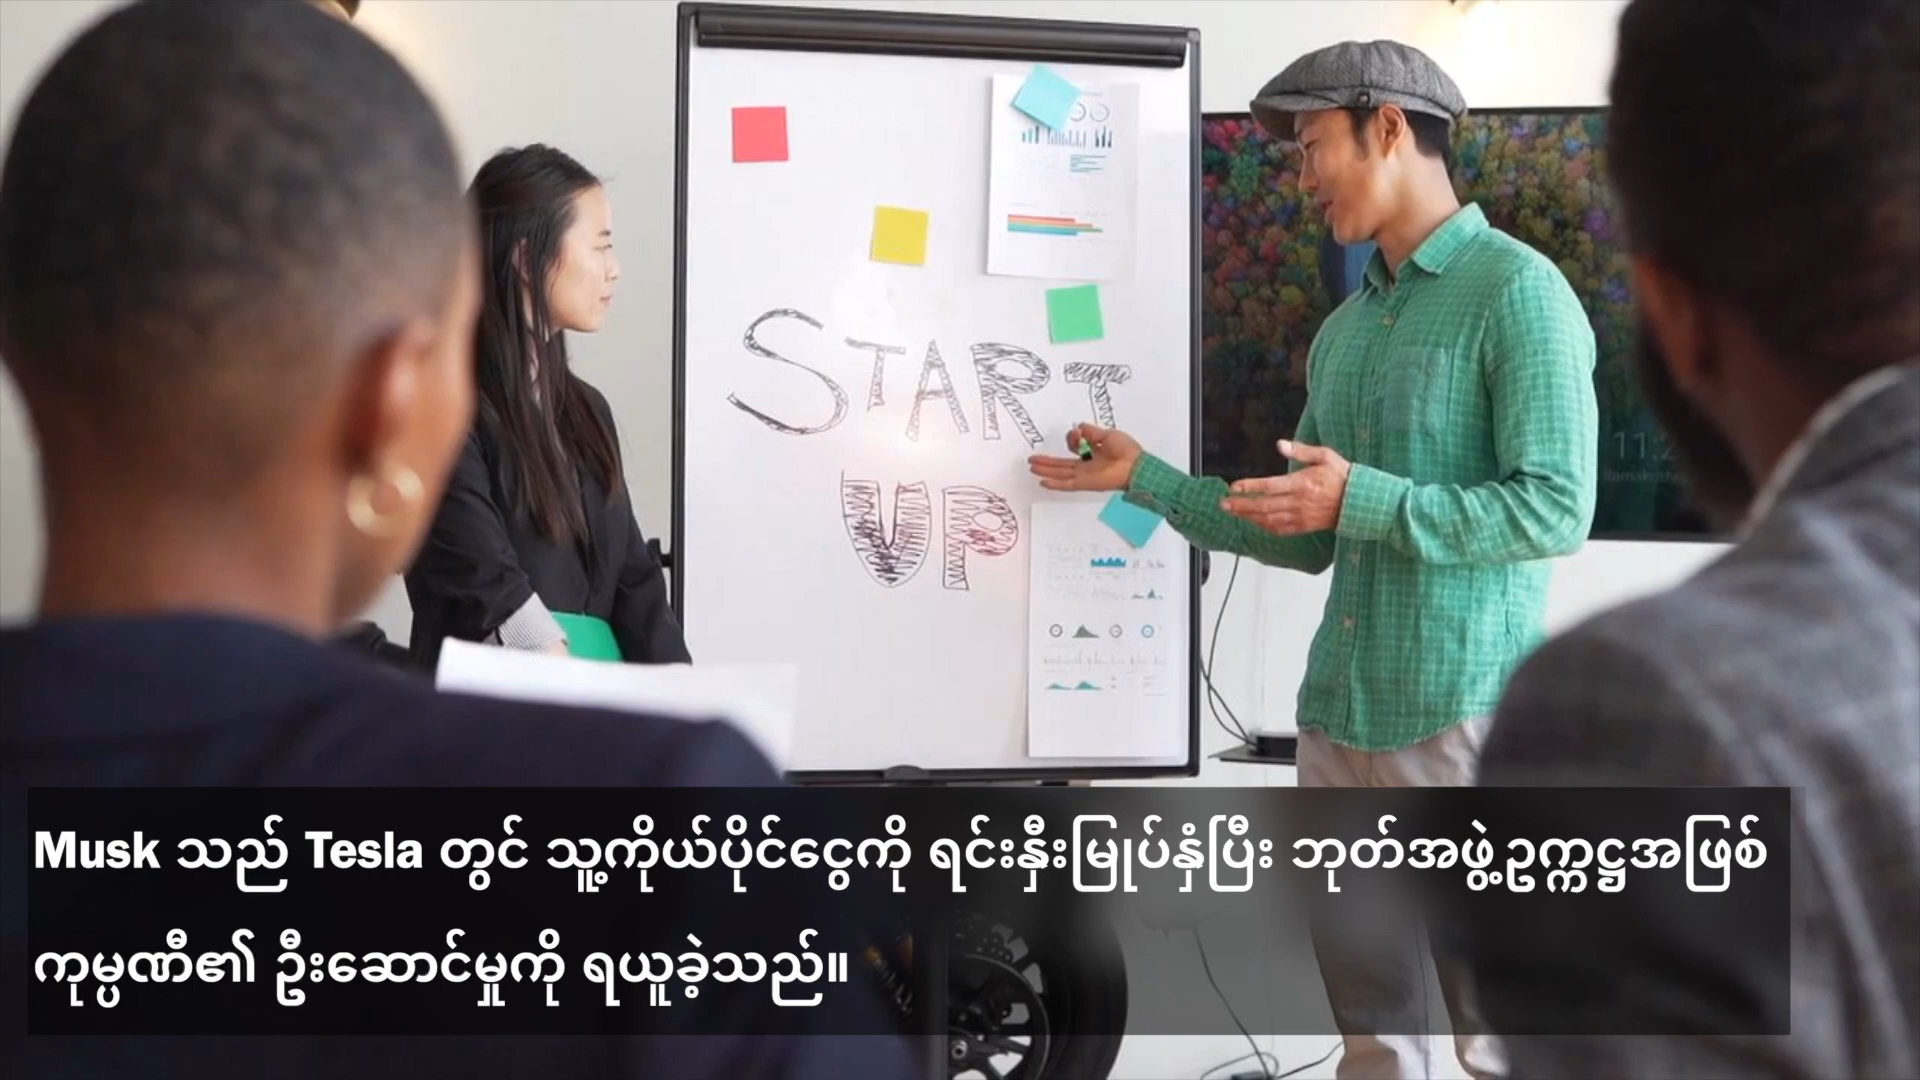 START
UP
11:2
Musk သည် Tesla တွင် သူ့ကိုယ်ပိုင်ငွေကို ရင်းနှီးမြှုပ်နှံပြီး ဘုတ်အဖွဲ့ဥက္ကဋ္ဌအဖြစ်
ကုမ္ပဏီ၏ ဦးဆောင်မှုကို ရယူခဲ့သည်။